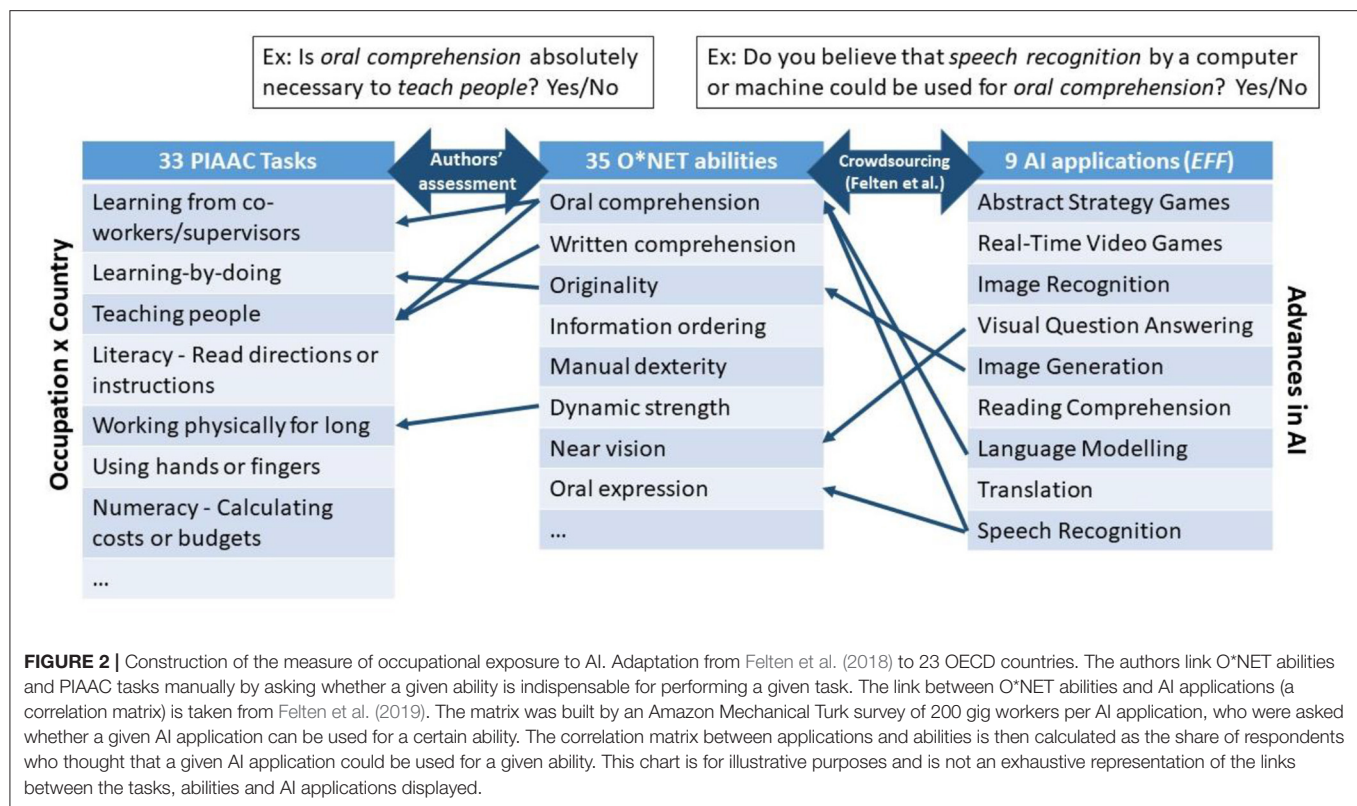 Ex: Is oral comprehension absolutely
necessary to teach people? Yes/No
Ex: Do you believe that speech recognition by a computer
or machine could be used for oral comprehension? Yes/No
Occupation x Country
33 PIAAC Tasks
Learning from co-
workers/supervisors
Learning-by-doing
Teaching people
Literacy - Read directions or
instructions
Working physically for long
Using hands or fingers
Numeracy - Calculating
costs or budgets
...
Authors’
assessment
35 O*NET abilities
Oral comprehension
Written comprehension
Originality
Information ordering
Manual dexterity
Dynamic strength
Near vision
Oral expression
...
Crowdsourcing
(Felten et al.)
9 AI applications (EFF)
Abstract Strategy Games
Real-Time Video Games
Image Recognition
Visual Question Answering
Image Generation
Reading Comprehension
Language Modelling
Translation
Speech Recognition
Advances in AI
FIGURE 2 | Construction of the measure of occupational exposure to AI. Adaptation from Felten et al. (2018) to 23 OECD countries. The authors link O*NET abilities
and PIAAC tasks manually by asking whether a given ability is indispensable for performing a given task. The link between O*NET abilities and AI applications (a
correlation matrix) is taken from Felten et al. (2019). The matrix was built by an Amazon Mechanical Turk survey of 200 gig workers per AI application, who were asked
whether a given AI application can be used for a certain ability. The correlation matrix between applications and abilities is then calculated as the share of respondents
who thought that a given AI application could be used for a given ability. This chart is for illustrative purposes and is not an exhaustive representation of the links
between the tasks, abilities and AI applications displayed.